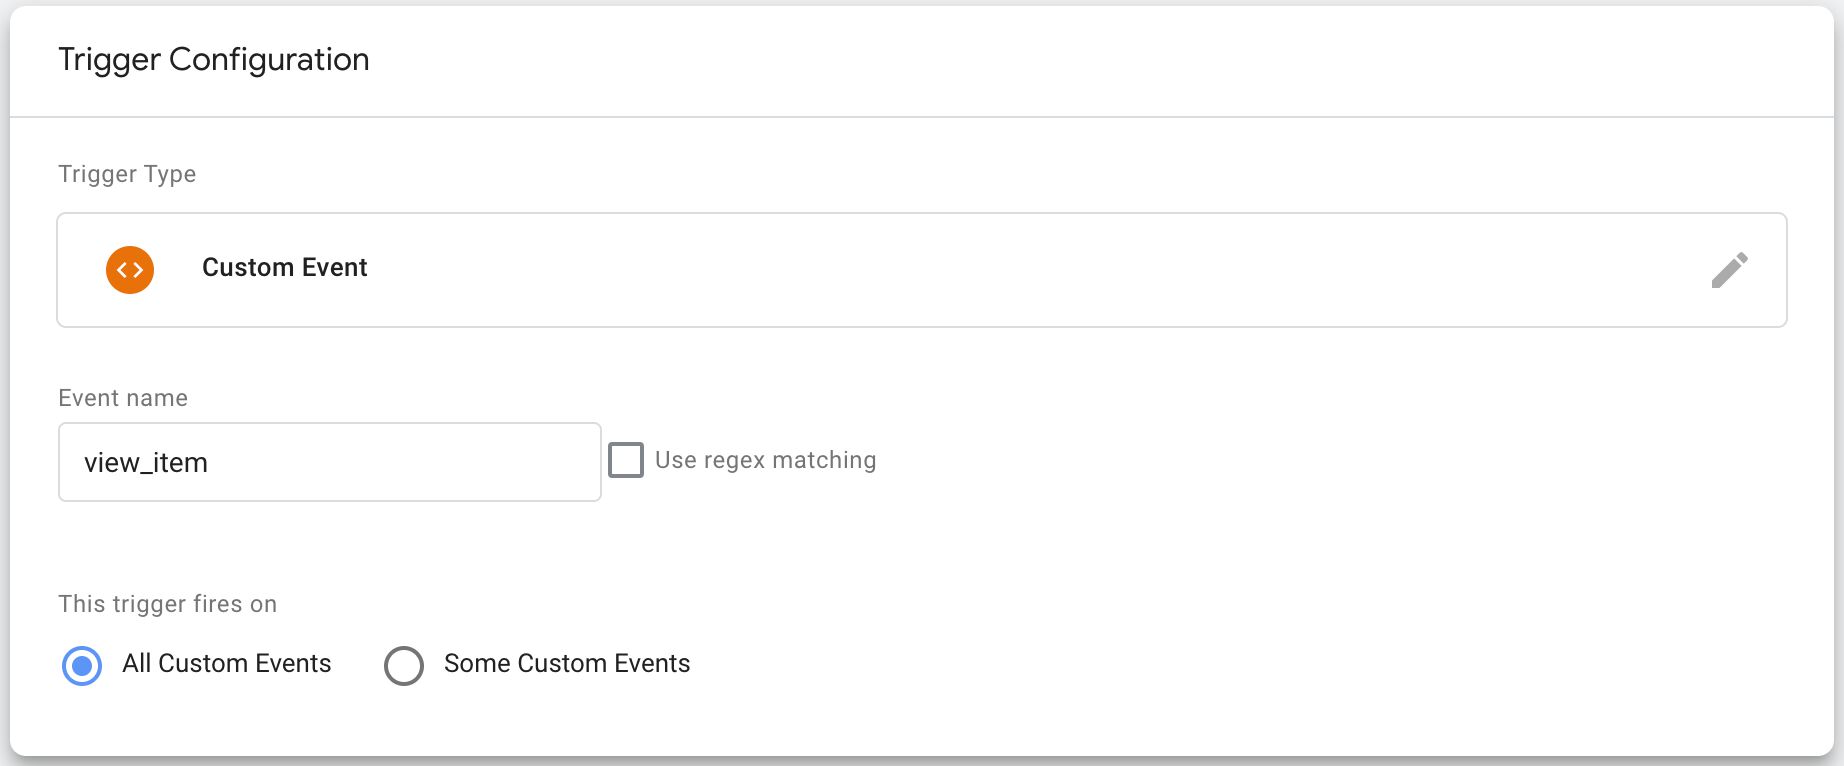 Trigger Configuration
Trigger Type
Custom Event
Event name
view_item
Use regex matching
This trigger fires on
All Custom Events
Some Custom Events